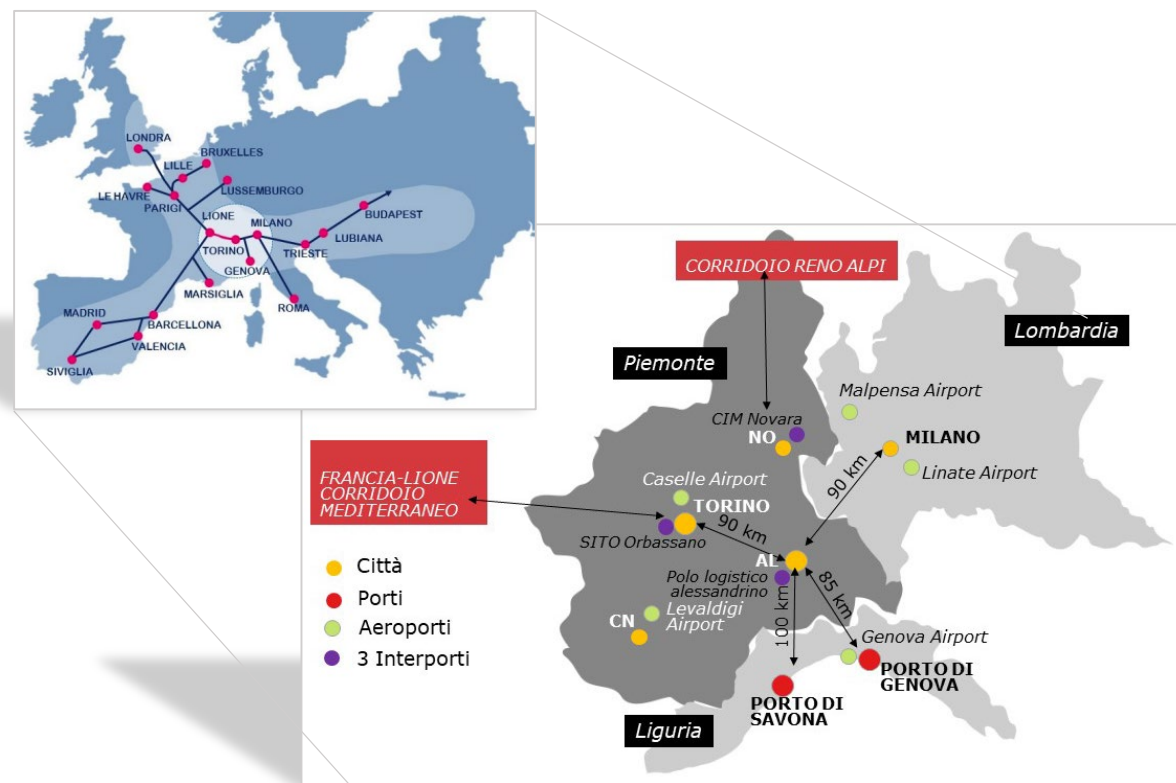 LONDRA
BRUXELLES
LILLE
LE HAVRE
LUSSEMBURGO
PARIGI
LIONE
MILANO
BUDAPEST
TORINO
TRIESTE
LUBIANA
GENOVA
MARSIGLIA
ROMA
MADRID
BARCELLONA
VALENCIA
SIVIGLIA
CORRIDOIO RENO ALPI
Lombardia
Piemonte
Malpensa Airport
CIM Novara
NO
MILANO
Linate Airport
90 km
FRANCIA-LIONE
CORRIDOIO
MEDITERRANEO
Caselle Airport
TORINO
90 km
SITO Orbassano
AL
Polo logistico
alessandrino
Levaldigi
Airport
CN
100 km
85 km
Genova Airport
PORTO DI
GENOVA
PORTO DI
SAVONA
Liguria
Città
Porti
Aeroporti
3 Interporti